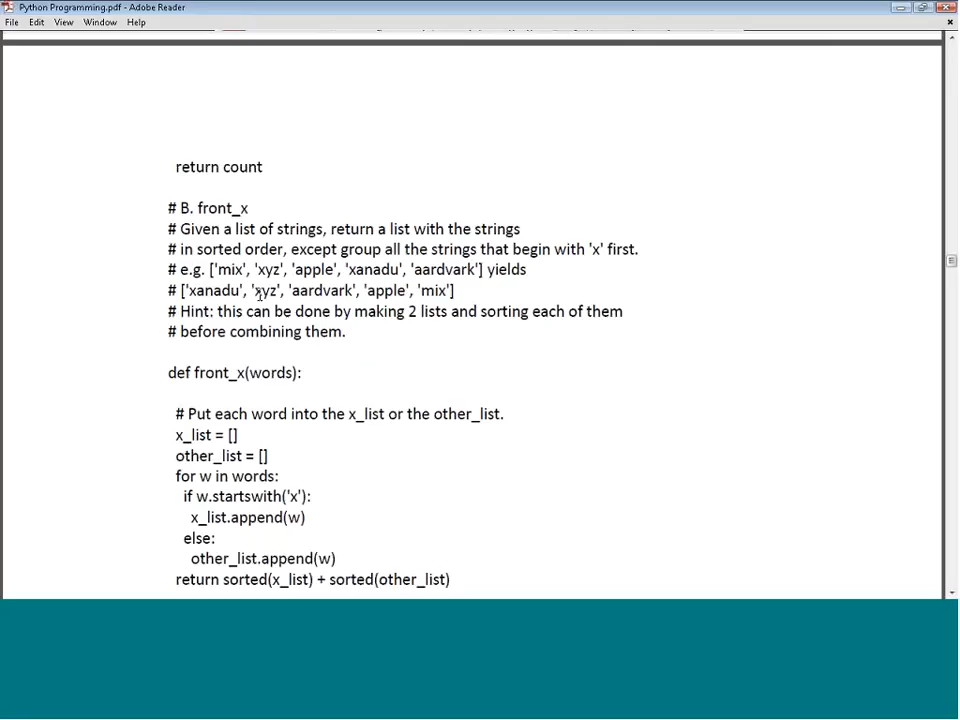 Python Programming.pdf - Adobe Reader
File Edit View Window Help
return count
# B. front_x
# Given a list of strings, return a list with the strings
# in sorted order, except group all the strings that begin with 'x' first.
# e.g. ['mix', 'xyz', 'apple', 'xanadu', 'aardvark'] yields
# ['xanadu', 'xyz', 'aardvark', 'apple', 'mix']
# Hint: this can be done by making 2 lists and sorting each of them
# before combining them.
def front_x(words):
# Put each word into the x_list or the other_list.
x_list = []
other_list = []
for w in words:
if w.startswith('x'):
x_list.append(w)
else:
other_list.append(w)
return sorted(x_list) + sorted(other_list)